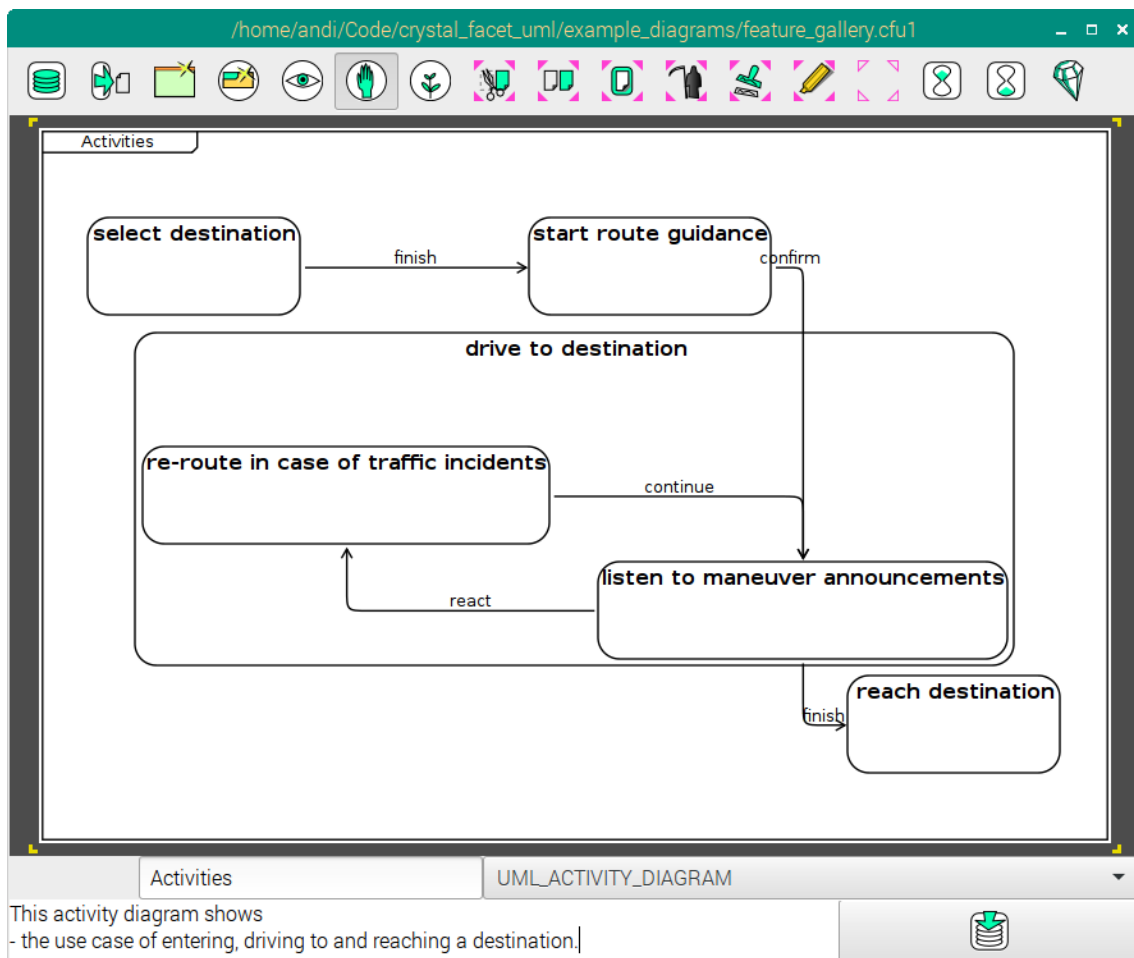 /home/andi/Code/crystal_facet_uml/example_diagrams/feature_gallery.cfu1
Activities
select destination
finish
start route guidance
confirm
drive to destination
re-route in case of traffic incidents
continue
listen to maneuver announcements
react
reach destination
finish
Activities
UML_ACTIVITY_DIAGRAM
This activity diagram shows
- the use case of entering, driving to and reaching a destination.